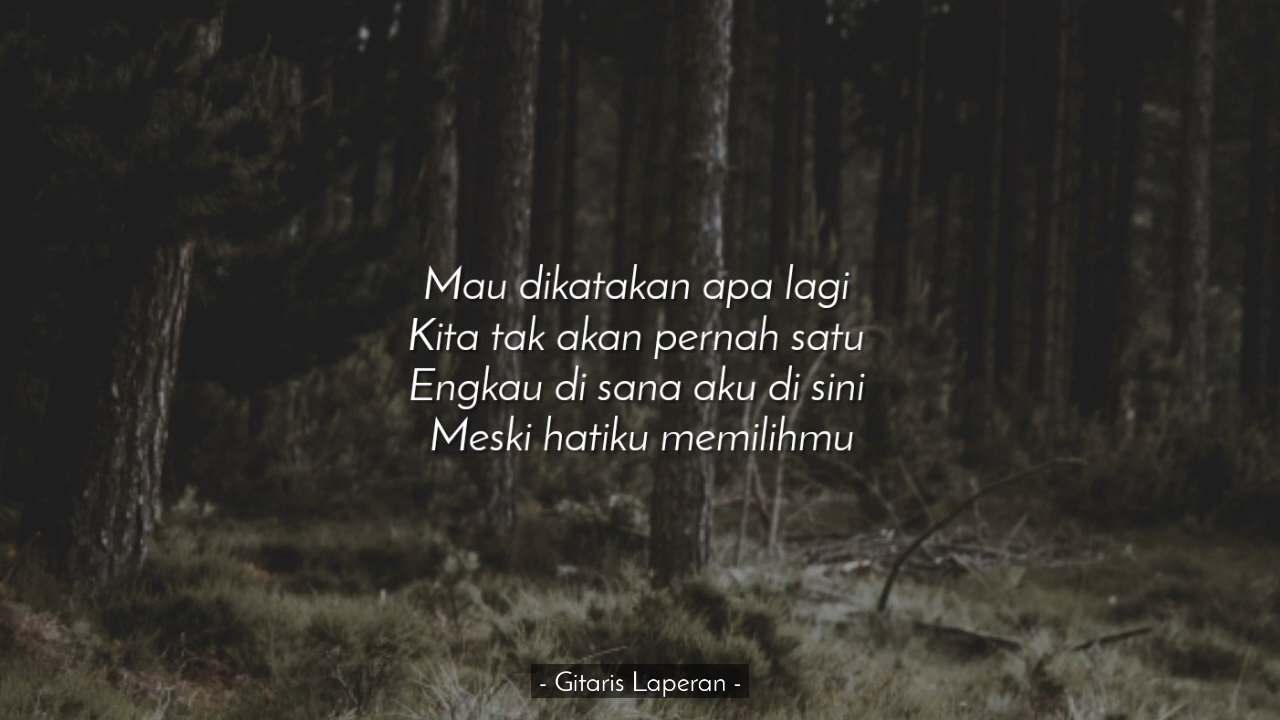 Mau dikatakan apa lagi
Kita tak akan pernah satu
Engkau di sana aku di sini
Meski hatiku memilihmu
- Gitaris Laperan -